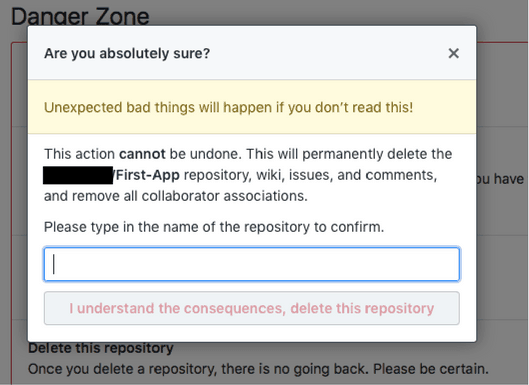 Danger Zone
Are you absolutely sure?
Unexpected bad things will happen if you don’t read this!
This action cannot be undone. This will permanently delete the
/First-App repository, wiki, issues, and comments,
and remove all collaborator associations.
ou have
Please type in the name of the repository to confirm.
I understand the consequences, delete this repository
Delete this repository
Once you delete a repository, there is no going back. Please be certain.